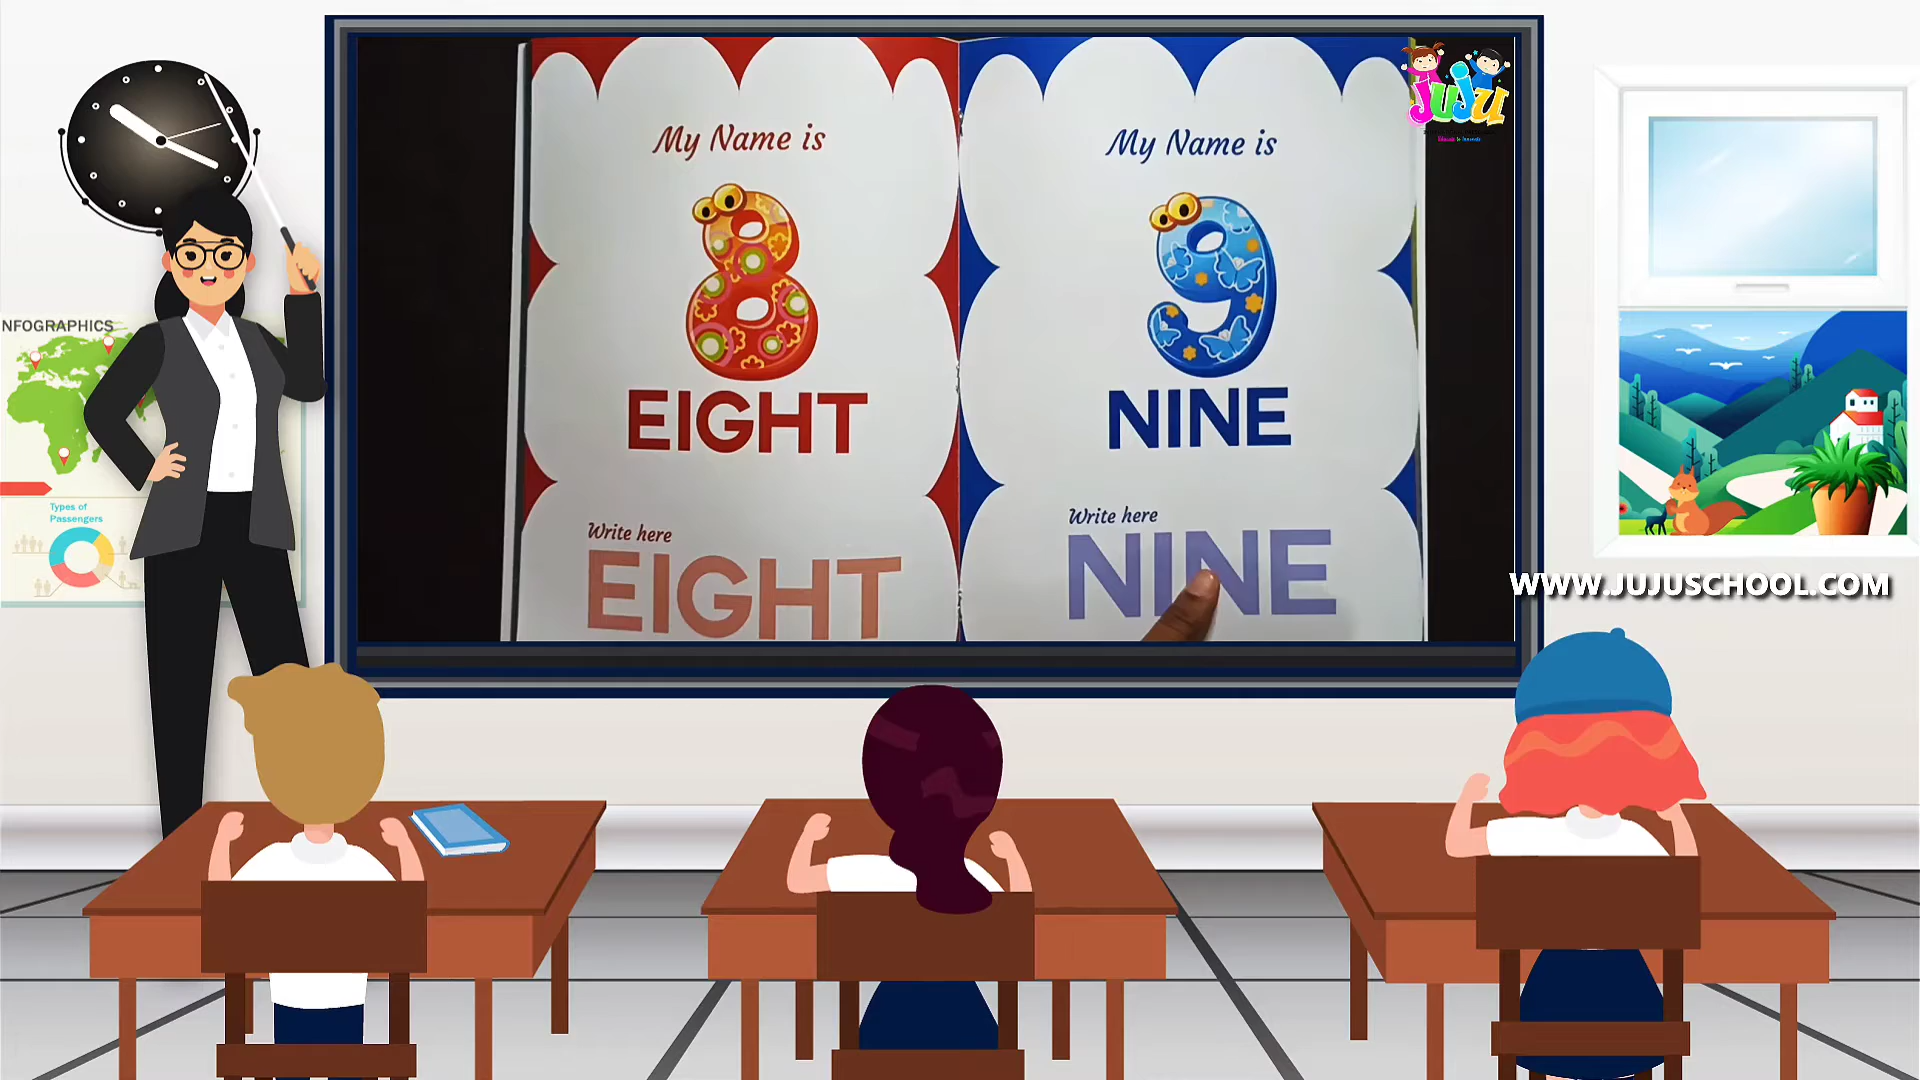 My Name is
8
EIGHT
Write here
EIGHT
My Name is
9
NINE
Write here
NINE
JUJU
WWW.JUJUSCHOOL.COM
NFOGRAPHICS
Types of
Passengers